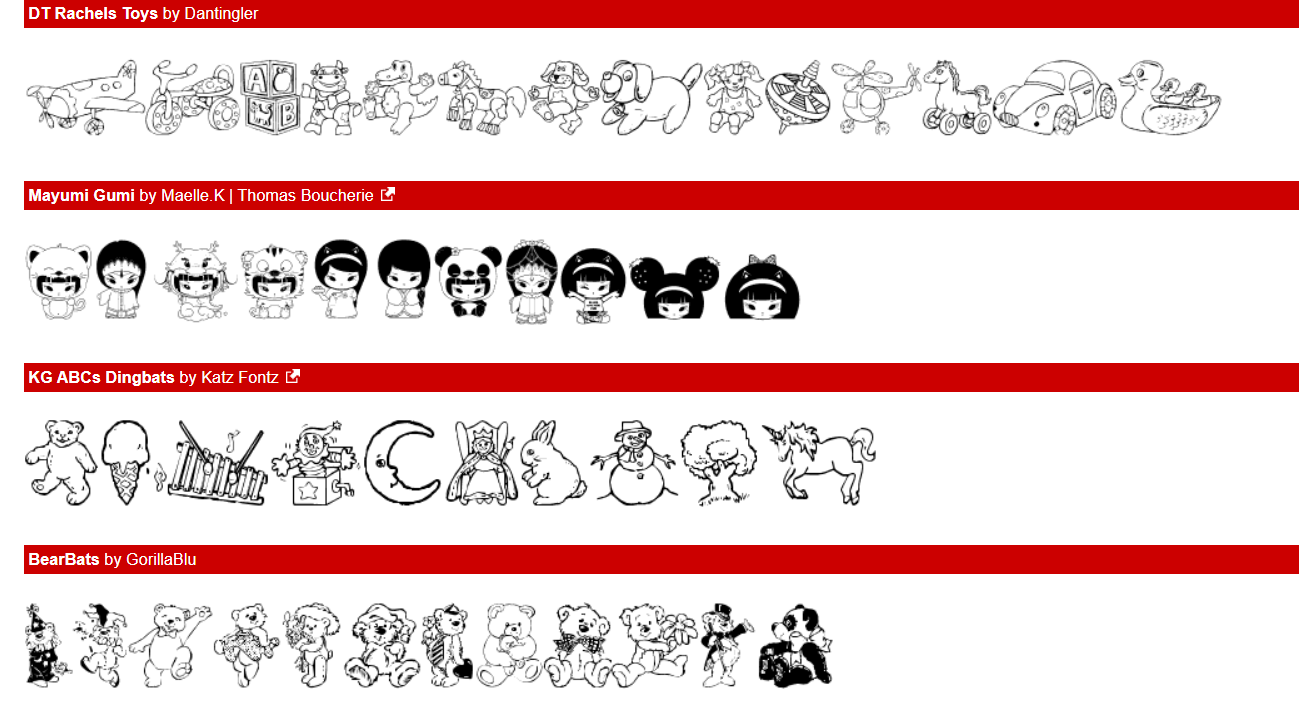 DT Rachels Toys by Dantingler
A
B
Mayumi Gumi by Maelle.K | Thomas Boucherie
KG ABCs Dingbats by Katz Fontz
BearBats by GorillaBlu